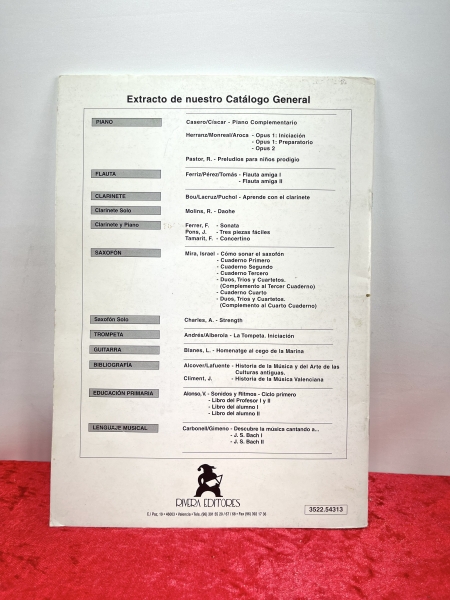 Extracto de nuestro Catálogo General
PIANO
Casero/Ciscar - Piano Complementario
Herranz/Monreal/Aroca - Opus 1: Iniciación
- Opus 1: Preparatorio
- Opus 2
Pastor, R. - Preludios para niños prodigio
FLAUTA
Ferriz/Pérez/Tomás - Flauta amiga I
- Flauta amiga II
CLARINETE
Bou/Lacruz/Puchol - Aprende con el clarinete
Clarinete Solo
Molins, R. - Daohe
Clarinete y Piano
Ferrer, F. - Sonata
Pons, J. - Tres piezas fáciles
Tamarit, F. - Concertino
SAXOFÓN
Mira, Israel - Cómo sonar el saxofón
- Cuaderno Primero
- Cuaderno Segundo
- Cuaderno Tercero
- Duos, Tríos y Cuartetos.
(Complemento al Tercer Cuaderno)
- Cuaderno Cuarto
- Duos, Tríos y Cuartetos.
(Complemento al Cuarto Cuaderno)
Saxofón Solo
Charles, A. - Strength
TROMPETA
Andrés/Alberola - La Tompeta. Iniciación
GUITARRA
Blanes, L. - Homenatge al cego de la Marina
BIBLIOGRAFÍA
Alcover/Lafuente - Historia de la Música y del Arte de las
Culturas antiguas.
Climent, J. - Historia de la Música Valenciana
EDUCACIÓN PRIMARIA
Alonso, V. - Sonidos y Ritmos - Ciclo primero
- Libro del Profesor I y II
- Libro del alumno I
- Libro del alumno II
LENGUAJE MUSICAL
Carbonell/Gimeno - Descubre la música cantando a...
- J. S. Bach I
- J. S. Bach II
RIVERA EDITORES
3522.54313